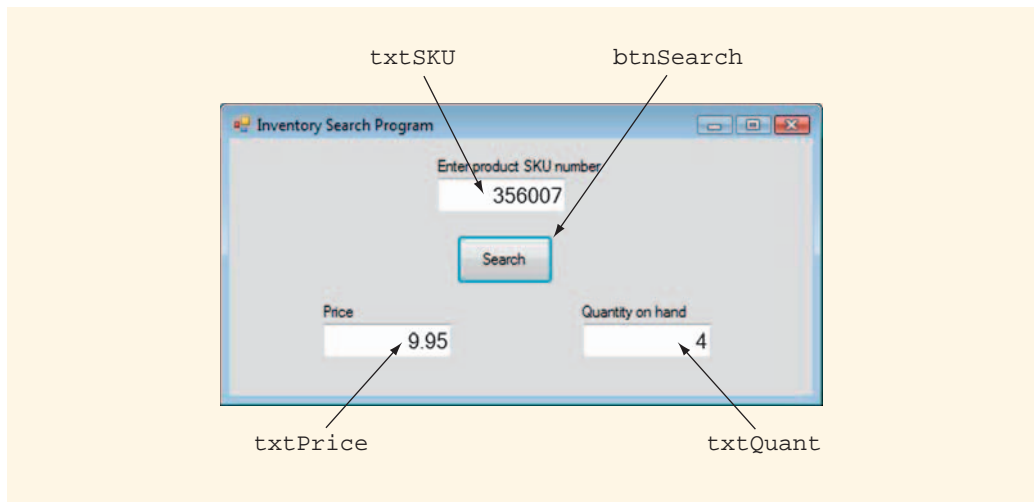 txtSKU btnSearch
Inventory Search Program
Enter product SKU number
356007
Search
Price Quantity on hand
9.95 4
txtPrice txtQuant